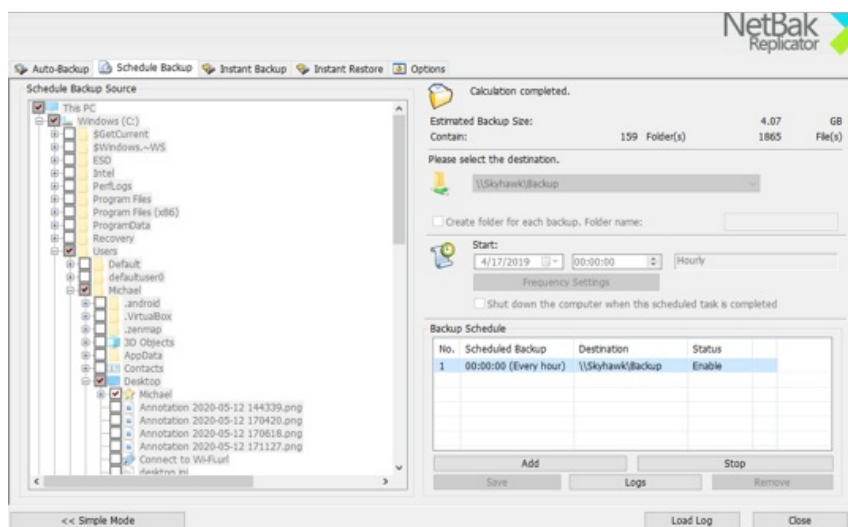 NetBak
Replicator
Auto-Backup Schedule Backup Instant Backup Instant Restore Options
Schedule Backup Source
This PC
Windows (C:)
$GetCurrent
$Windows.~WS
ESD
Intel
PerfLogs
Program Files
Program Files (x86)
ProgramData
Recovery
Users
Default
defaultuser0
Michael
.android
.VirtualBox
.zenmap
3D Objects
AppData
Contacts
Desktop
Michael
Annotation 2020-05-12 144339.png
Annotation 2020-05-12 170420.png
Annotation 2020-05-12 170618.png
Annotation 2020-05-12 171127.png
Connect to Wi-Fi.url
desktop.ini
<< Simple Mode
Calculation completed.
Estimated Backup Size: 4.07 GB
Contain: 159 Folder(s) 1865 File(s)
Please select the destination.
\\Skyhawk\Backup
Create folder for each backup. Folder name:
Start:
4/17/2019 00:00:00 Hourly
Frequency Settings
Shut down the computer when this scheduled task is completed
Backup Schedule
No. Scheduled Backup Destination Status
1 00:00:00 (Every hour) \\Skyhawk\Backup Enable
Add Stop
Save Logs Remove
Load Log Close